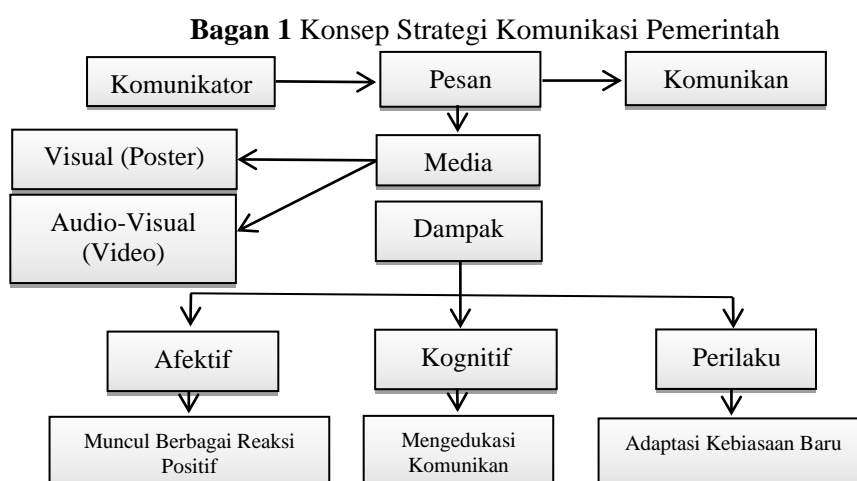 Bagan 1 Konsep Strategi Komunikasi Pemerintah
Komunikator
Pesan
Komunikan
Visual (Poster)
Media
Audio-Visual
(Video)
Dampak
Afektif
Kognitif
Perilaku
Muncul Berbagai Reaksi
Positif
Mengedukasi
Komunikan
Adaptasi Kebiasaan Baru